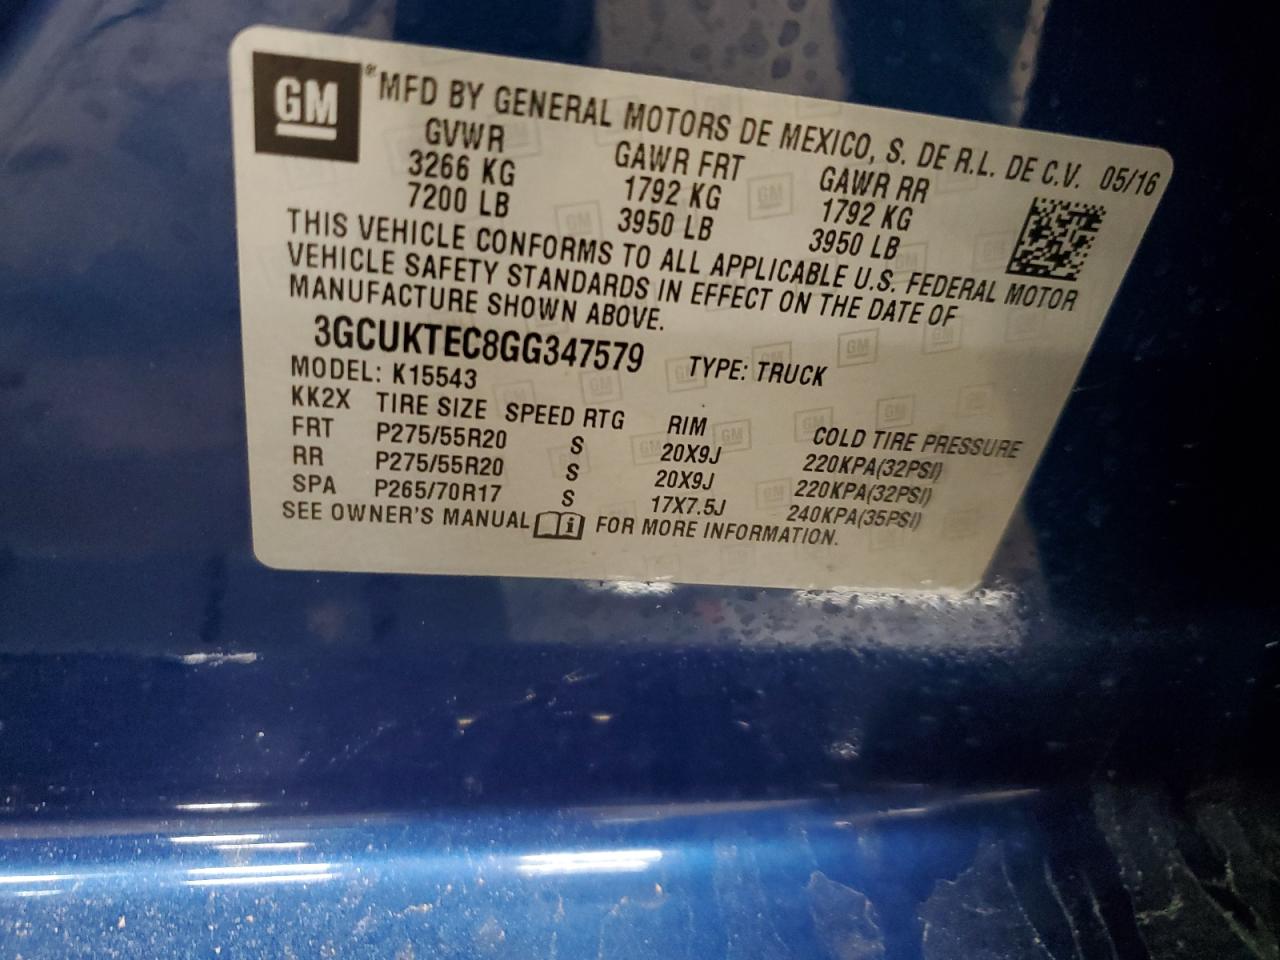 GM ® MFD BY GENERAL MOTORS DE MEXICO, S. DE R.L. DE C.V. 05/16
GVWR GAWR FRT GAWR RR
3266 KG 1792 KG 1792 KG
7200 LB 3950 LB 3950 LB
THIS VEHICLE CONFORMS TO ALL APPLICABLE U.S. FEDERAL MOTOR
VEHICLE SAFETY STANDARDS IN EFFECT ON THE DATE OF
MANUFACTURE SHOWN ABOVE.
3GCUKTEC8GG347579 TYPE: TRUCK
MODEL: K15543
KK2X TIRE SIZE SPEED RTG RIM COLD TIRE PRESSURE
FRT P275/55R20 S 20X9J 220KPA(32PSI)
RR P275/55R20 S 20X9J 220KPA(32PSI)
SPA P265/70R17 S 17X7.5J 240KPA(35PSI)
SEE OWNER'S MANUAL FOR MORE INFORMATION.